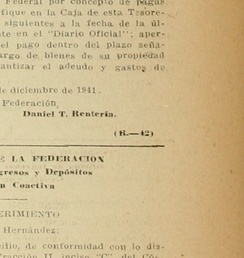 Federal por concepto de pagas
fique en la Caja de esta Tesore-
siguientes a la fecha de la úl-
ente en el "Diario Oficial"; aper-
el pago dentro del plazo seña-
argo de bienes de su propiedad
antizar el adeudo y gastos de
de diciembre de 1941.
Federación,
Daniel T. Rentería.
(R.—42)
E LA FEDERACION
gresos y Depósitos
n Coactiva
ERIMIENTO
Hernández:
ilio, de conformidad con lo dis-
racción II, inciso "C", del Có-